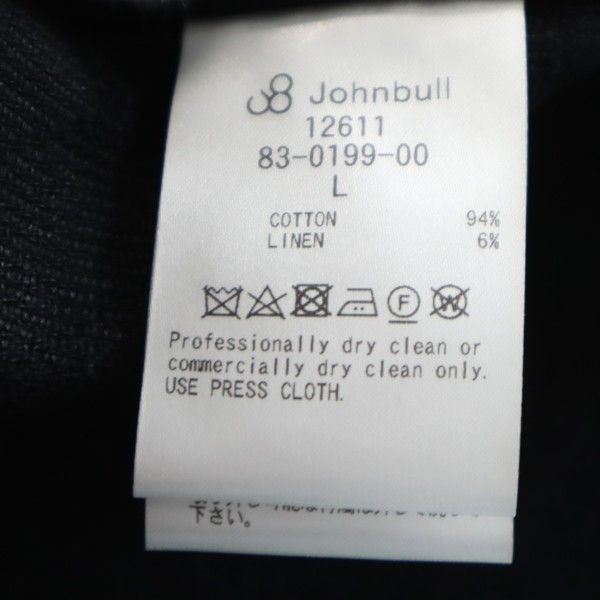 Johnbull
12611
83-0199-00
L
COTTON 94%
LINEN 6%
F W
Professionally dry clean or
commercially dry clean only.
USE PRESS CLOTH.
下さい。